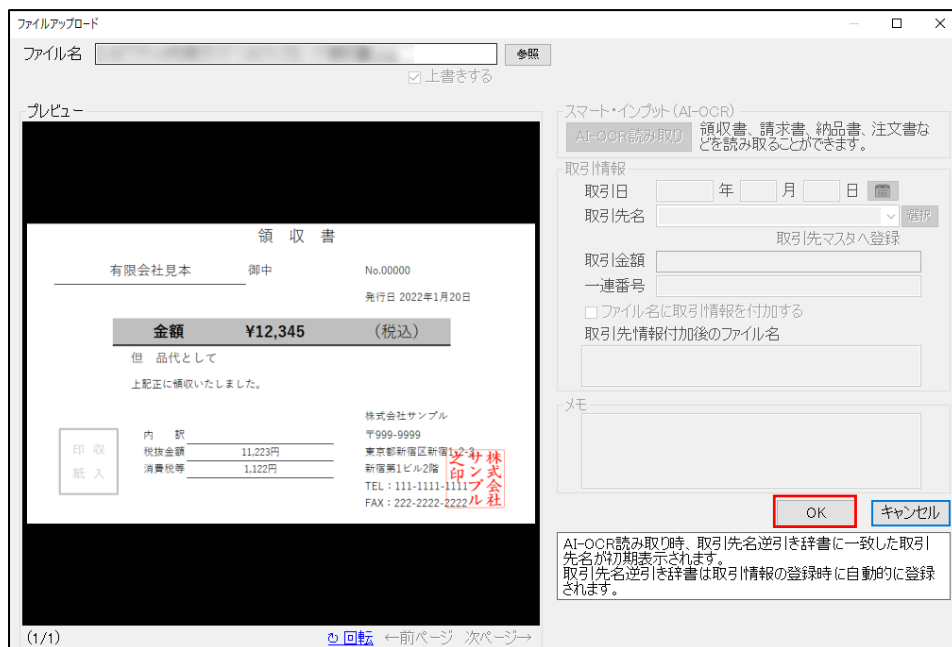 ファイルアップロード
ファイル名
参照
上書きする
プレビュー
領 収 書
有限会社見本 御中 No.00000
発行日 2022年1月20日
金額 ¥12,345 (税込)
但 品代として
上記正に領収いたしました。
株式会社サンプル
〒999-9999
東京都新宿区新宿1-2-3
新宿第1ビル2階
TEL：111-1111-1111
FAX：222-2222-2222
内 訳
税抜金額 11,223円
消費税等 1,122円
印 収
紙 入
株式会社
サンプル
之印
(1/1)
回転 ←前ページ 次ページ→
スマート・インプット(AI-OCR)
AI-OCR読み取り
領収書、請求書、納品書、注文書な
どを読み取ることができます。
取引情報
取引日 年 月 日
取引先名 選択
取引先マスタへ登録
取引金額
一連番号
ファイル名に取引情報を付加する
取引先情報付加後のファイル名
メモ
OK キャンセル
AI-OCR読み取り時、取引先名逆引き辞書に一致した取引
先名が初期表示されます。
取引先名逆引き辞書は取引情報の登録時に自動的に登録
されます。